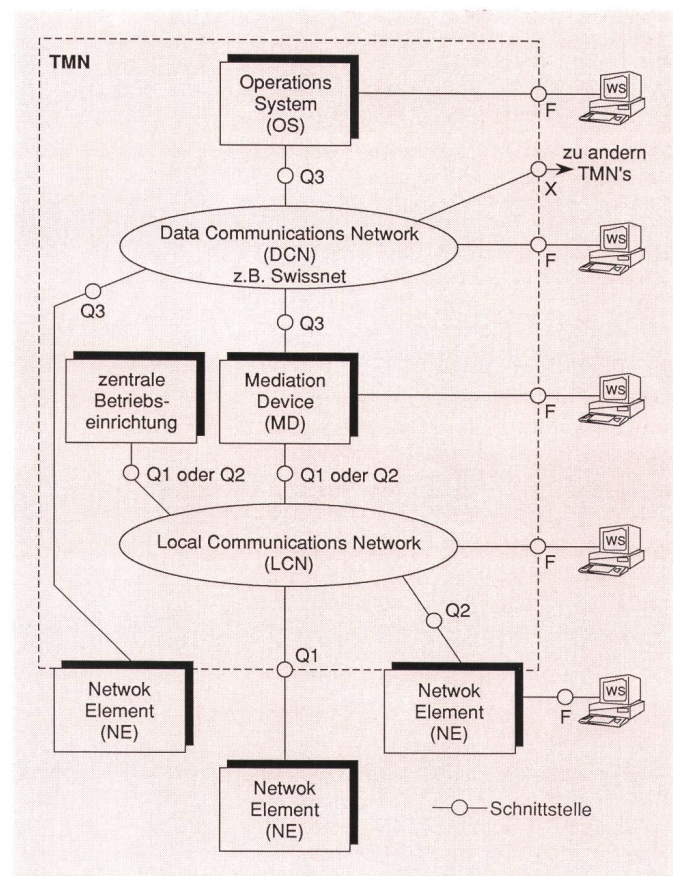 TMN
Operations
System
(OS)
WS
F
Q3
zu andern
TMN's
X
Data Communications Network
(DCN)
z.B. Swissnet
WS
F
Q3
Q3
zentrale
Betriebs-
einrichtung
Mediation
Device
(MD)
WS
F
Q1 oder Q2
Q1 oder Q2
Local Communications Network
(LCN)
WS
F
Q2
Q1
Netwok
Element
(NE)
Netwok
Element
(NE)
WS
F
Netwok
Element
(NE)
Schnittstelle